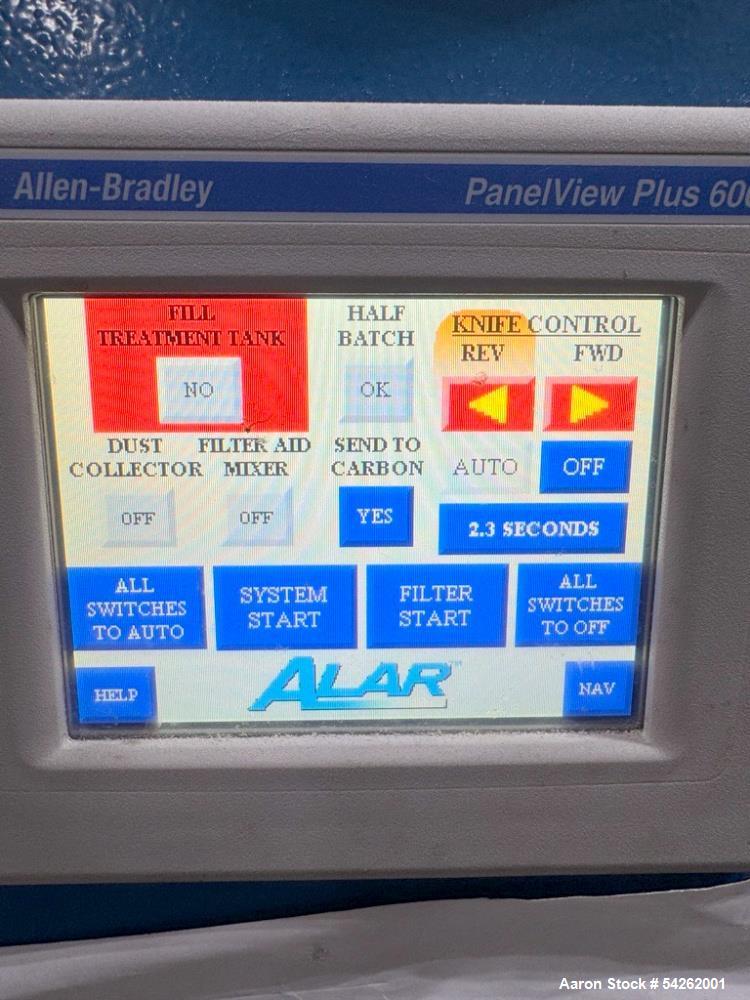 Allen-Bradley
PanelView Plus 600
FILL
TREATMENT TANK
NO
HALF
BATCH
OK
KNIFE CONTROL
REV FWD
AUTO OFF
2.3 SECONDS
DUST
COLLECTOR
OFF
FILTER AID
MIXER
OFF
SEND TO
CARBON
YES
ALL
SWITCHES
TO AUTO
SYSTEM
START
FILTER
START
ALL
SWITCHES
TO OFF
HELP
ALAR™
NAV
Aaron Stock # 54262001